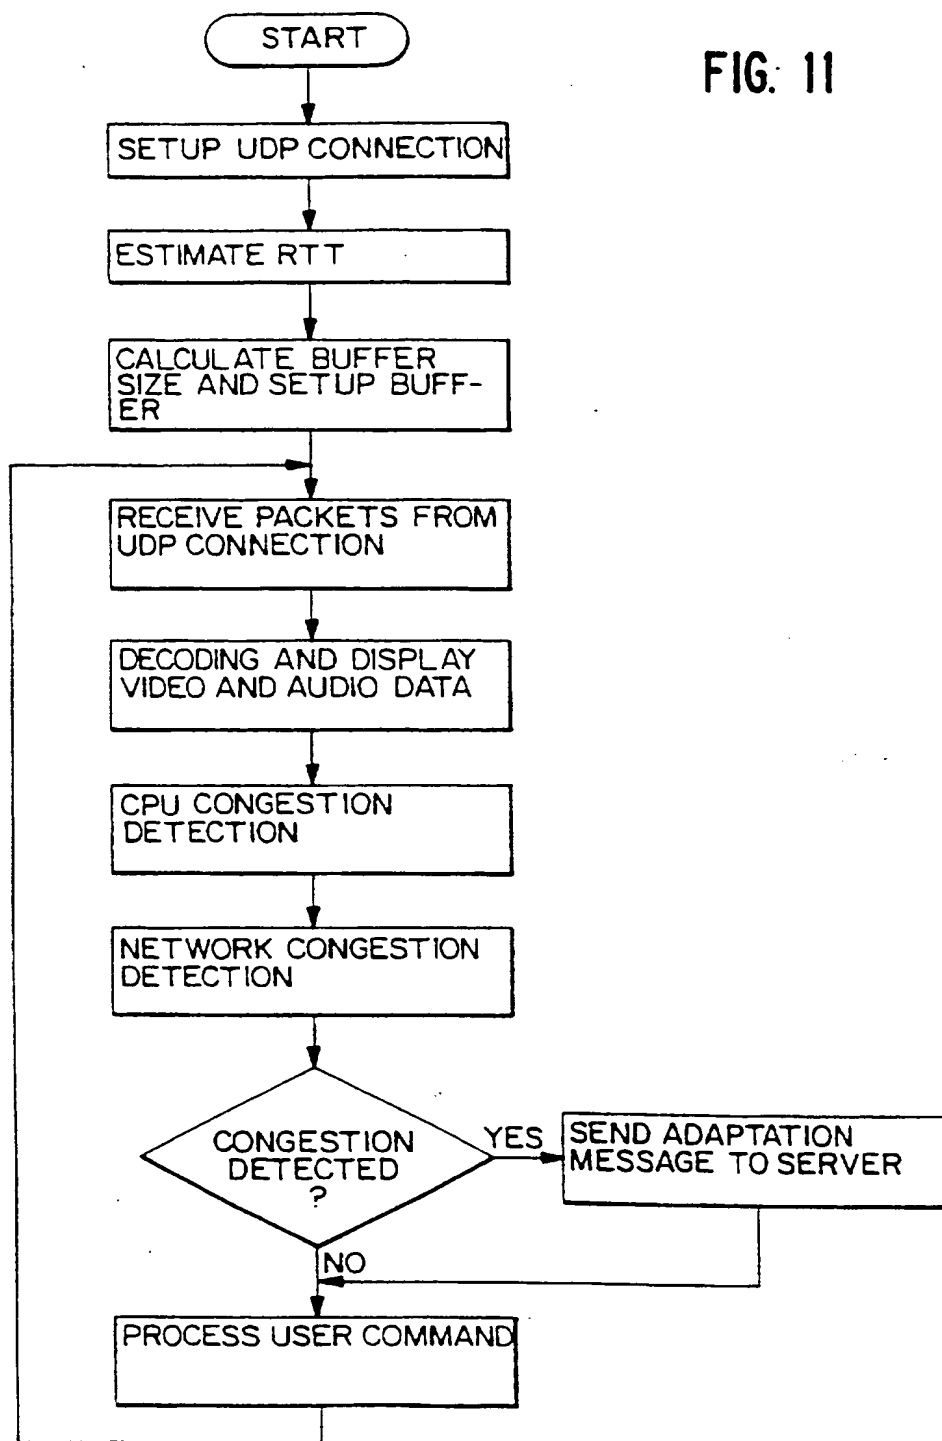 START
FIG. 11
SETUP UDP CONNECTION
ESTIMATE RTT
CALCULATE BUFFER
SIZE AND SETUP BUFF-
ER
RECEIVE PACKETS FROM
UDP CONNECTION
DECODING AND DISPLAY
VIDEO AND AUDIO DATA
CPU CONGESTION
DETECTION
NETWORK CONGESTION
DETECTION
CONGESTION
DETECTED
?
YES
SEND ADAPTATION
MESSAGE TO SERVER
NO
PROCESS USER COMMAND